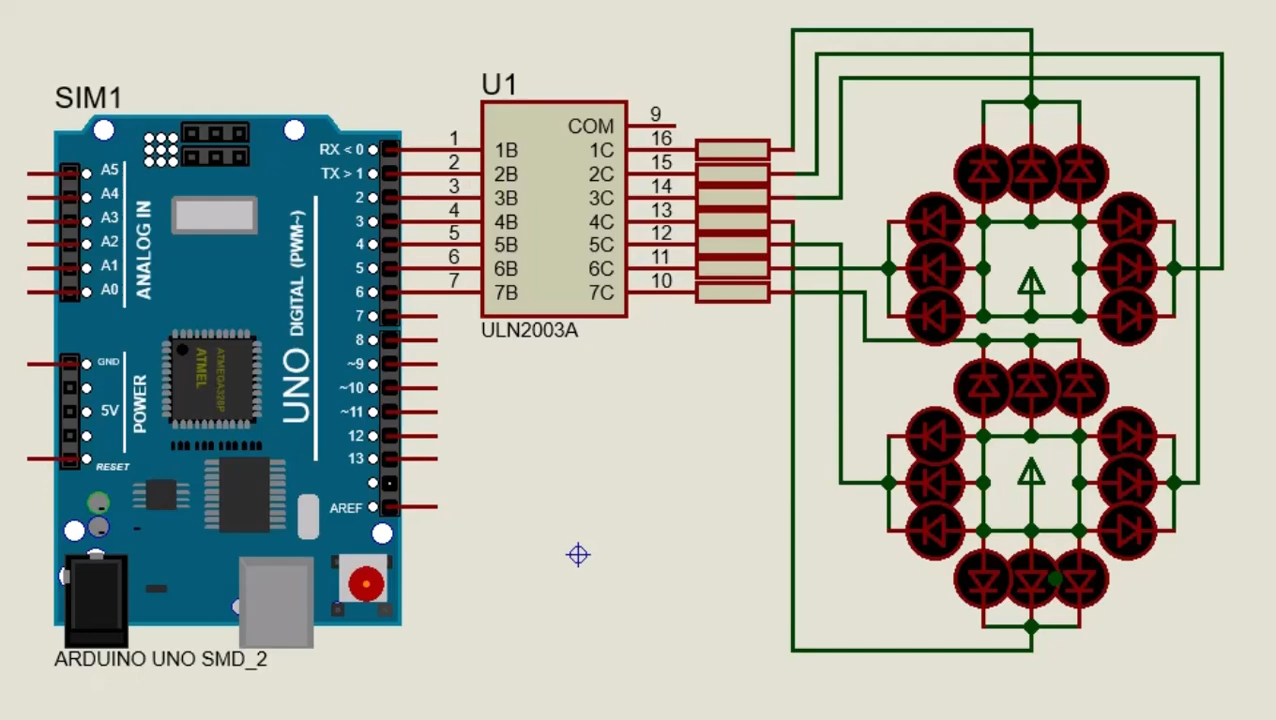 SIM1
RX < 0
TX > 1
2
3
4
5
6
7
8
~9
~10
~11
12
13
AREF
A5
A4
A3
A2
A1
A0
ANALOG IN
DIGITAL (PWM~)
UNO
ATMEL
ATMEGA328P
GND
5V
POWER
RESET
ARDUINO UNO SMD_2
U1
1 1B
2 2B
3 3B
4 4B
5 5B
6 6B
7 7B
COM 9
1C 16
2C 15
3C 14
4C 13
5C 12
6C 11
7C 10
ULN2003A